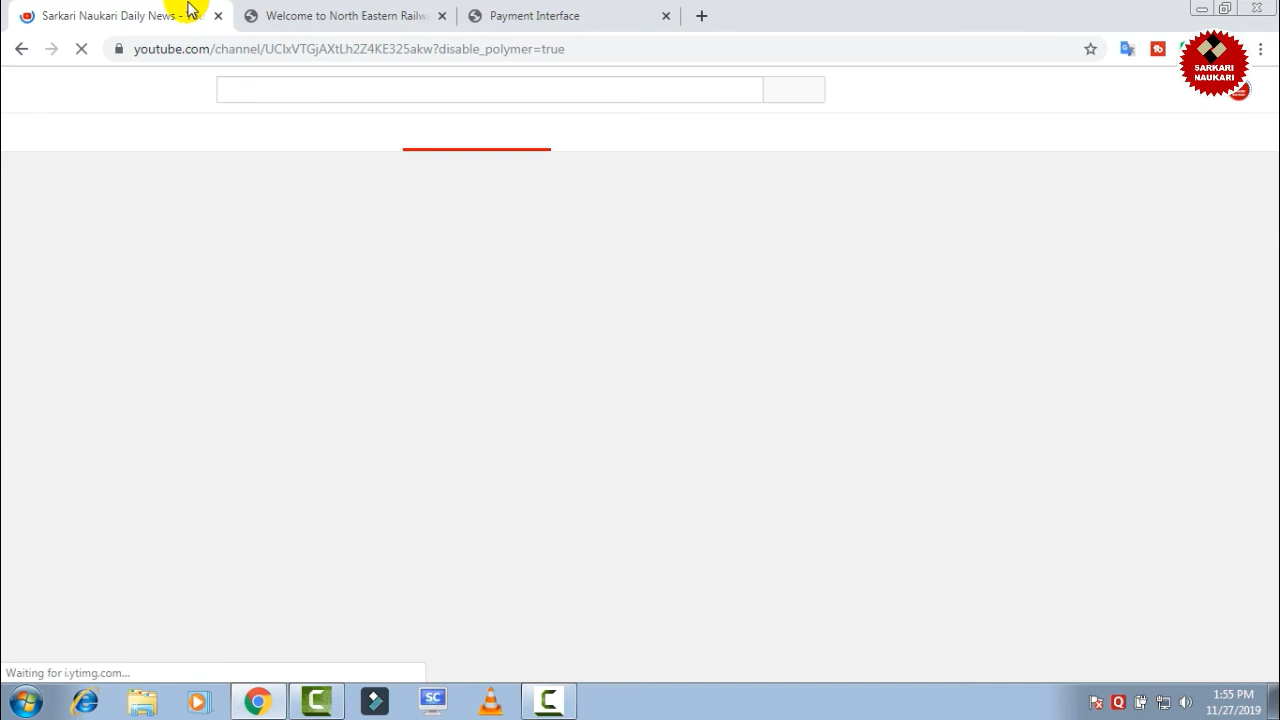 Sarkari Naukari Daily News -
Welcome to North Eastern Railw
Payment Interface
youtube.com/channel/UCIxVTGjAXtLh2Z4KE325akw?disable_polymer=true
SARKARI
NAUKARI
Waiting for i.ytimg.com...
SC
1:55 PM
11/27/2019